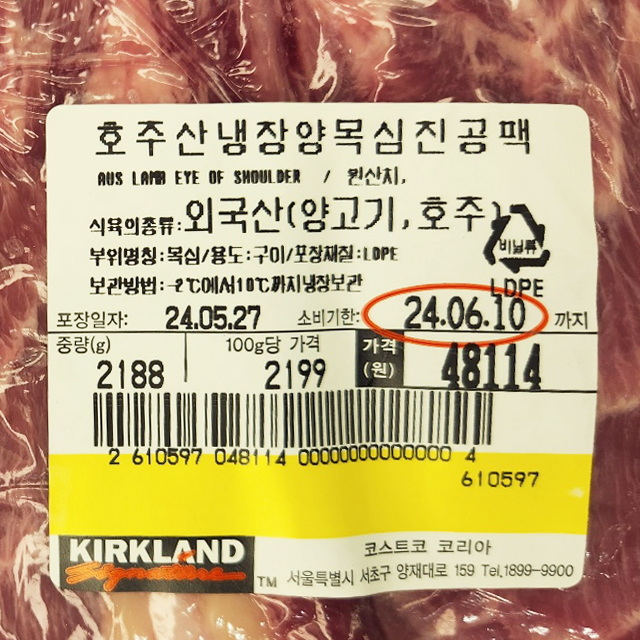 호주산냉장양목심진공팩
AUS LAMB EYE OF SHOULDER / 원산지,
식육의종류:외국산(양고기,호주)
비닐류
부위명칭:목심/용도:구이/포장재질:LDPE
보관방법:-2℃에서10℃까지냉장보관
LDPE
포장일자: 24.05.27 소비기한: 24.06.10 까지
중량(g) 100g당 가격 가격(원)
2188 2199 48114
2 610597 048114 00000000000000 4
610597
KIRKLAND
Signature TM
코스트코 코리아
서울특별시 서초구 양재대로 159 Tel.1899-9900